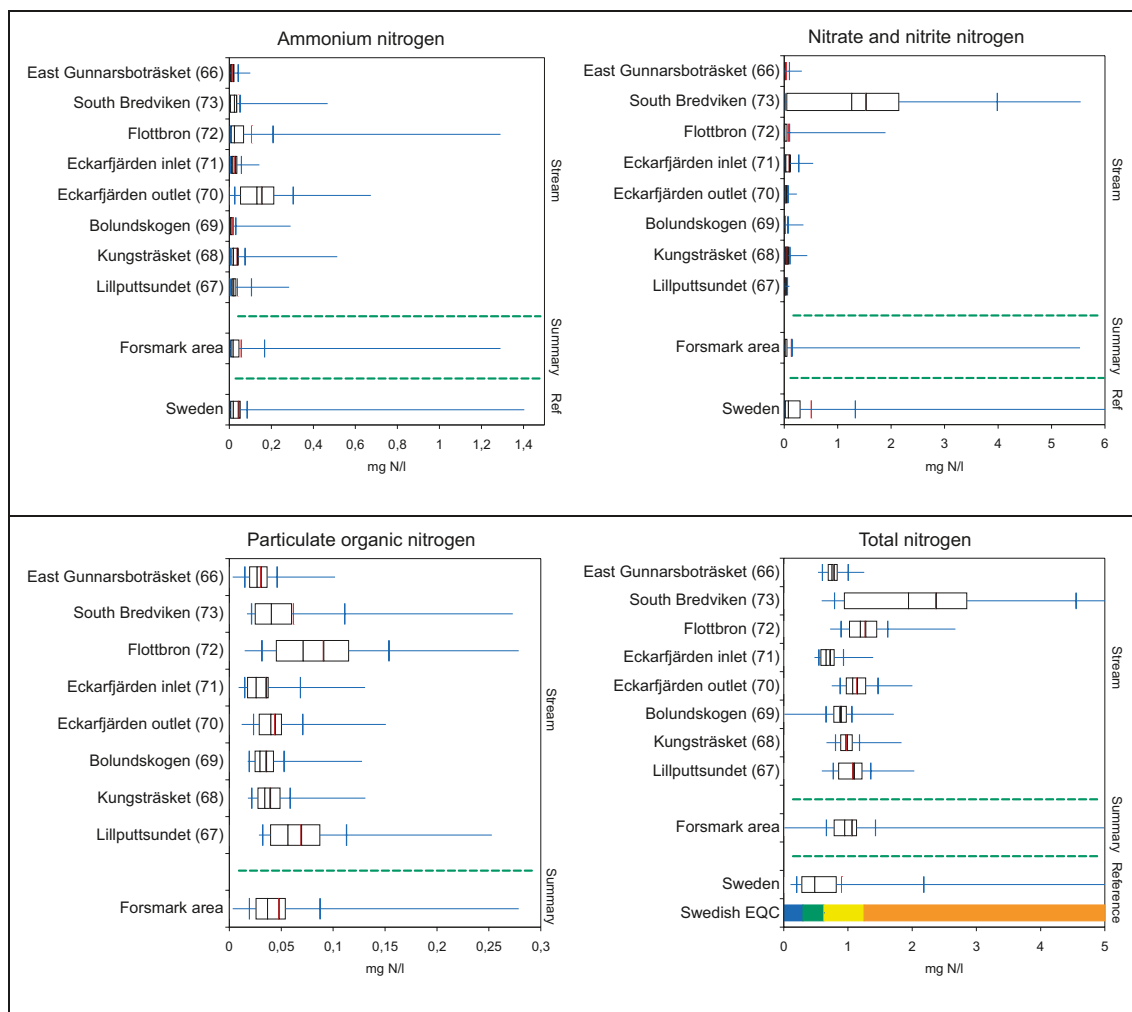 Ammonium nitrogen
East Gunnarsboträsket (66)
South Bredviken (73)
Flottbron (72)
Eckarfjärden inlet (71)
Eckarfjärden outlet (70)
Bolundskogen (69)
Kungsträsket (68)
Lillputtsundet (67)
Forsmark area
Sweden
Stream
Summary
Ref
0 0,2 0,4 0,6 0,8 1 1,2 1,4
mg N/l
Nitrate and nitrite nitrogen
East Gunnarsboträsket (66)
South Bredviken (73)
Flottbron (72)
Eckarfjärden inlet (71)
Eckarfjärden outlet (70)
Bolundskogen (69)
Kungsträsket (68)
Lillputtsundet (67)
Forsmark area
Sweden
Stream
Summary
Ref
0 1 2 3 4 5 6
mg N/l
Particulate organic nitrogen
East Gunnarsboträsket (66)
South Bredviken (73)
Flottbron (72)
Eckarfjärden inlet (71)
Eckarfjärden outlet (70)
Bolundskogen (69)
Kungsträsket (68)
Lillputtsundet (67)
Forsmark area
Stream
Summary
0 0,05 0,1 0,15 0,2 0,25 0,3
mg N/l
Total nitrogen
East Gunnarsboträsket (66)
South Bredviken (73)
Flottbron (72)
Eckarfjärden inlet (71)
Eckarfjärden outlet (70)
Bolundskogen (69)
Kungsträsket (68)
Lillputtsundet (67)
Forsmark area
Sweden
Swedish EQC
Stream
Summary
Reference
0 1 2 3 4 5
mg N/l